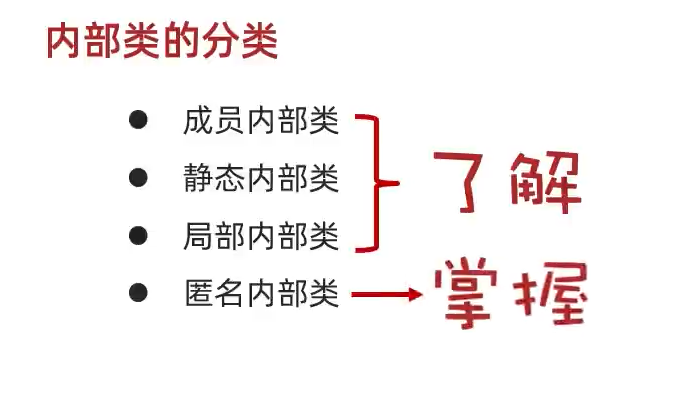 内部类的分类
● 成员内部类
● 静态内部类
● 局部内部类
了解
● 匿名内部类
掌握